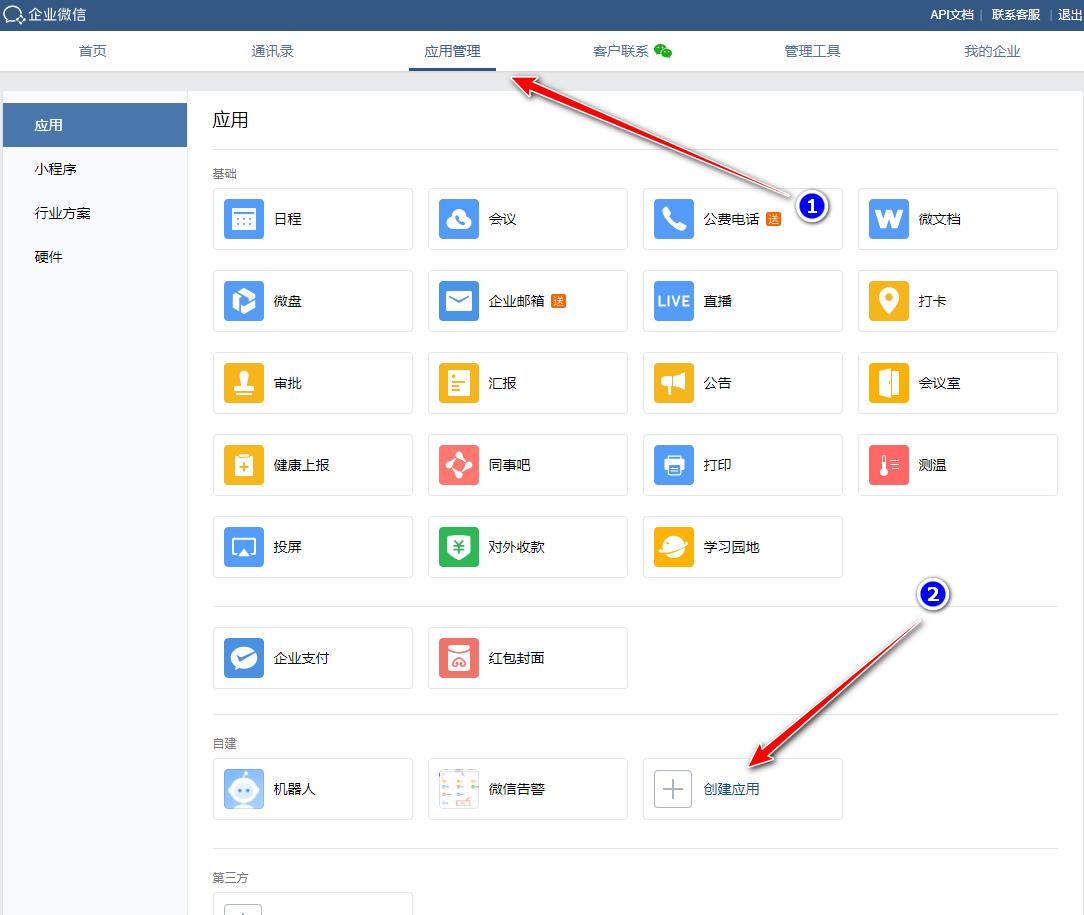 企业微信
API文档 | 联系客服 | 退出
首页 通讯录 应用管理 客户联系 管理工具 我的企业
应用
小程序
行业方案
硬件
应用
基础
日程 会议 公费电话 送 W 微文档
1
微盘 企业邮箱 送 LIVE 直播 打卡
审批 汇报 公告 会议室
健康上报 同事吧 打印 测温
投屏 对外收款 学习园地
2
企业支付 红包封面
自建
机器人 微信告警 创建应用
第三方